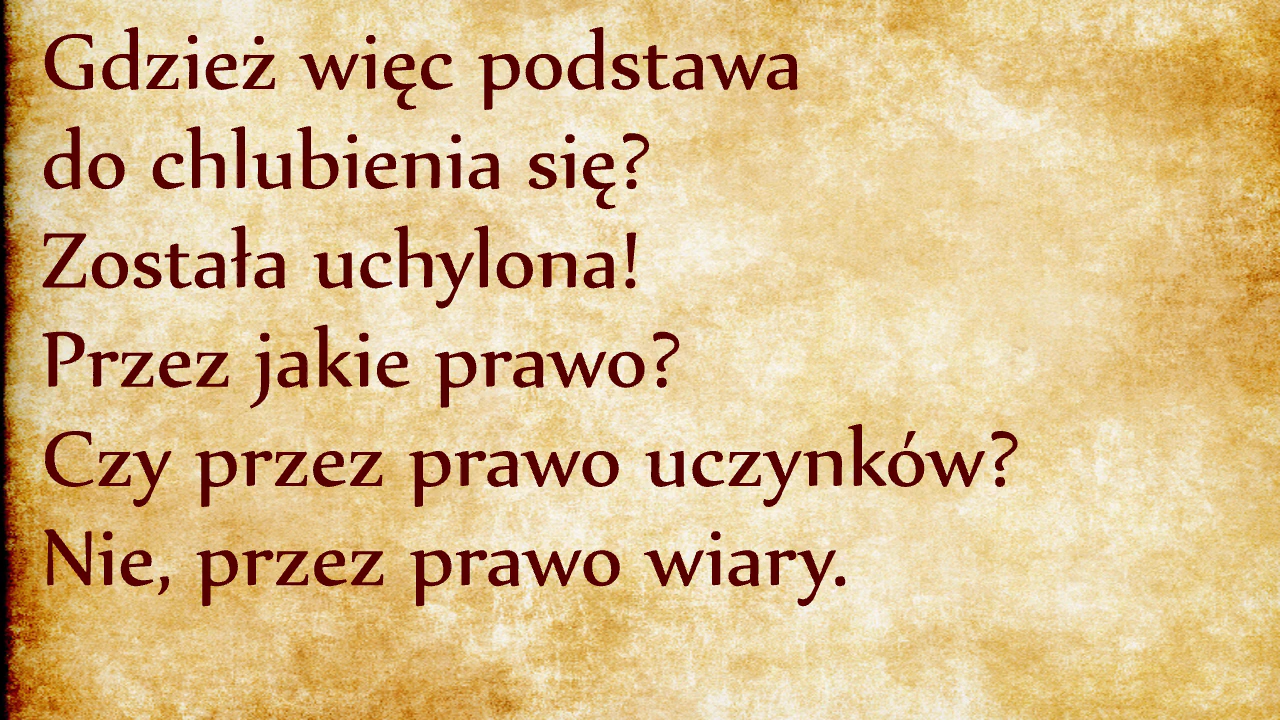 Gdzież więc podstawa
do chlubienia się?
Została uchylona!
Przez jakie prawo?
Czy przez prawo uczynków?
Nie, przez prawo wiary.